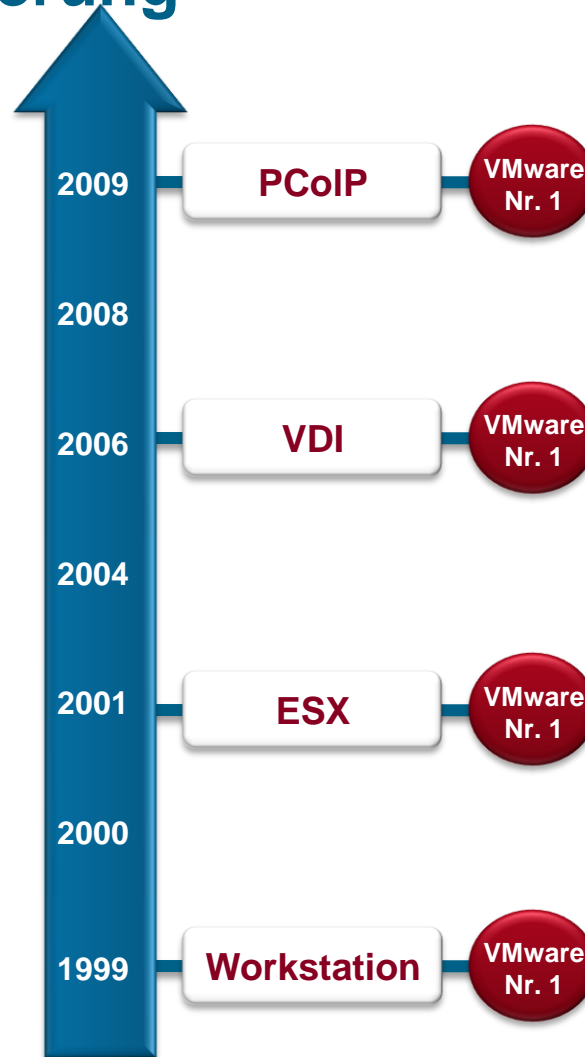 2009
PCoIP
VMware
Nr. 1
2008
2006
VDI
VMware
Nr. 1
2004
2001
ESX
VMware
Nr. 1
2000
1999
Workstation
VMware
Nr. 1